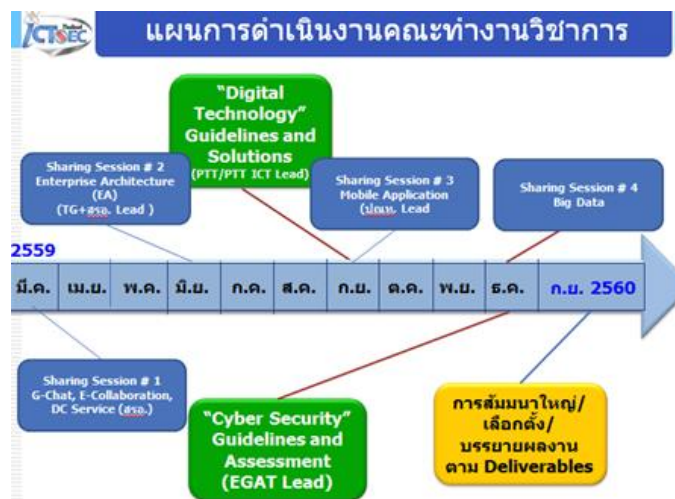 ICTSEC
แผนการดำเนินงานคณะทำงานวิชาการ
"Digital
Technology"
Guidelines and
Solutions
(PTT/PTT ICT Lead)
Sharing Session # 2
Enterprise Architecture
(EA)
(TG+สรอ. Lead )
Sharing Session # 3
Mobile Application
(ปณท. Lead
Sharing Session # 4
Big Data
2559
มี.ค. เม.ย. พ.ค. มิ.ย. ก.ค. ส.ค. ก.ย. ต.ค. พ.ย. ธ.ค. ก.ย. 2560
Sharing Session # 1
G-Chat, E-Collaboration,
DC Service (สรอ.)
"Cyber Security"
Guidelines and
Assessment
(EGAT Lead)
การสัมมนาใหญ่/
เลือกตั้ง/
บรรยายผลงาน
ตาม Deliverables